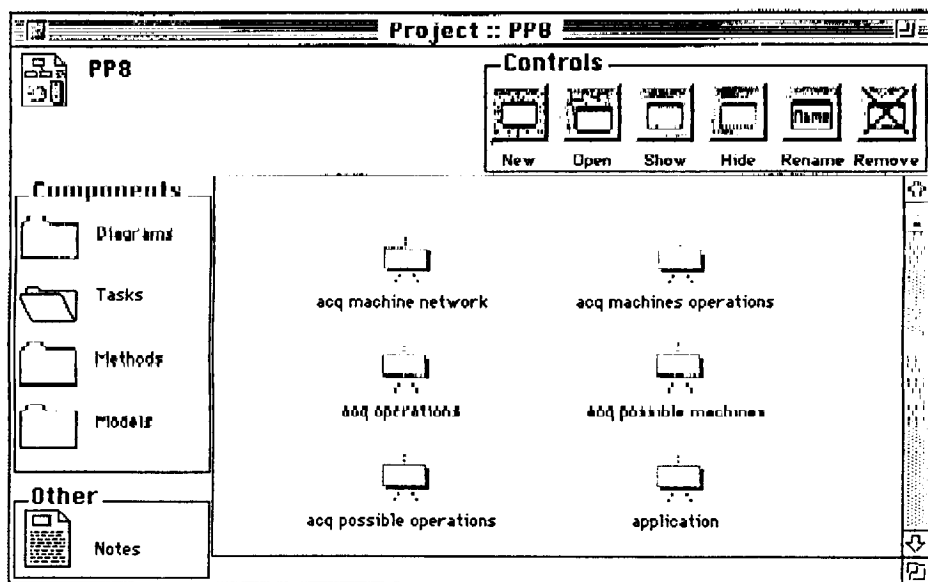 Project :: PP8
PP8
Controls
Name
New Open Show Hide Rename Remove
Components
Diagrams
Tasks
Methods
Models
acq machine network
acq machines operations
acq operations
acq possible machines
acq possible operations
application
Other
Notes